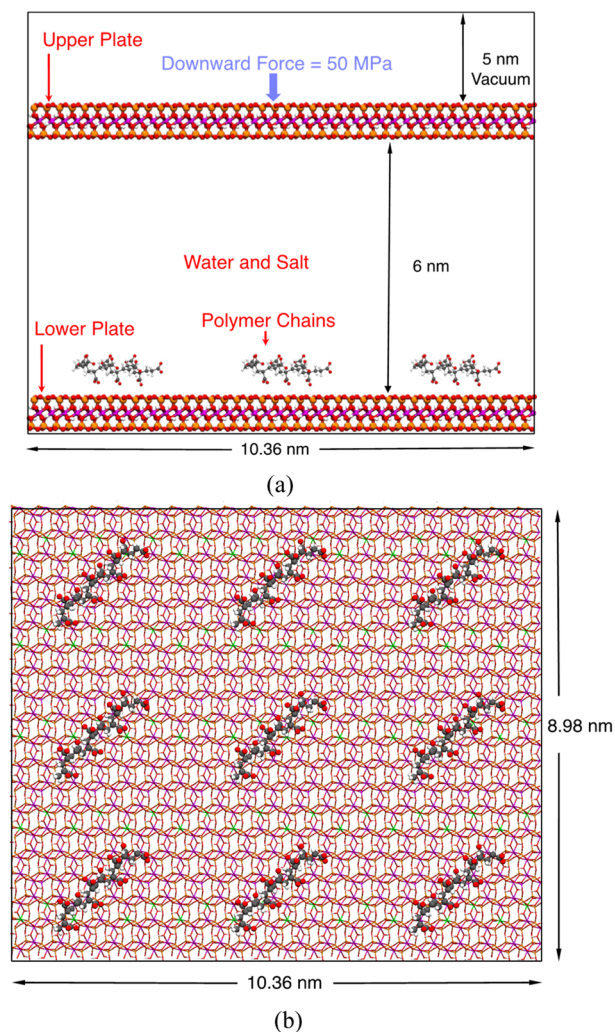 Upper Plate
Downward Force = 50 MPa
5 nm
Vacuum
Water and Salt
6 nm
Lower Plate
Polymer Chains
10.36 nm
(a)
8.98 nm
10.36 nm
(b)